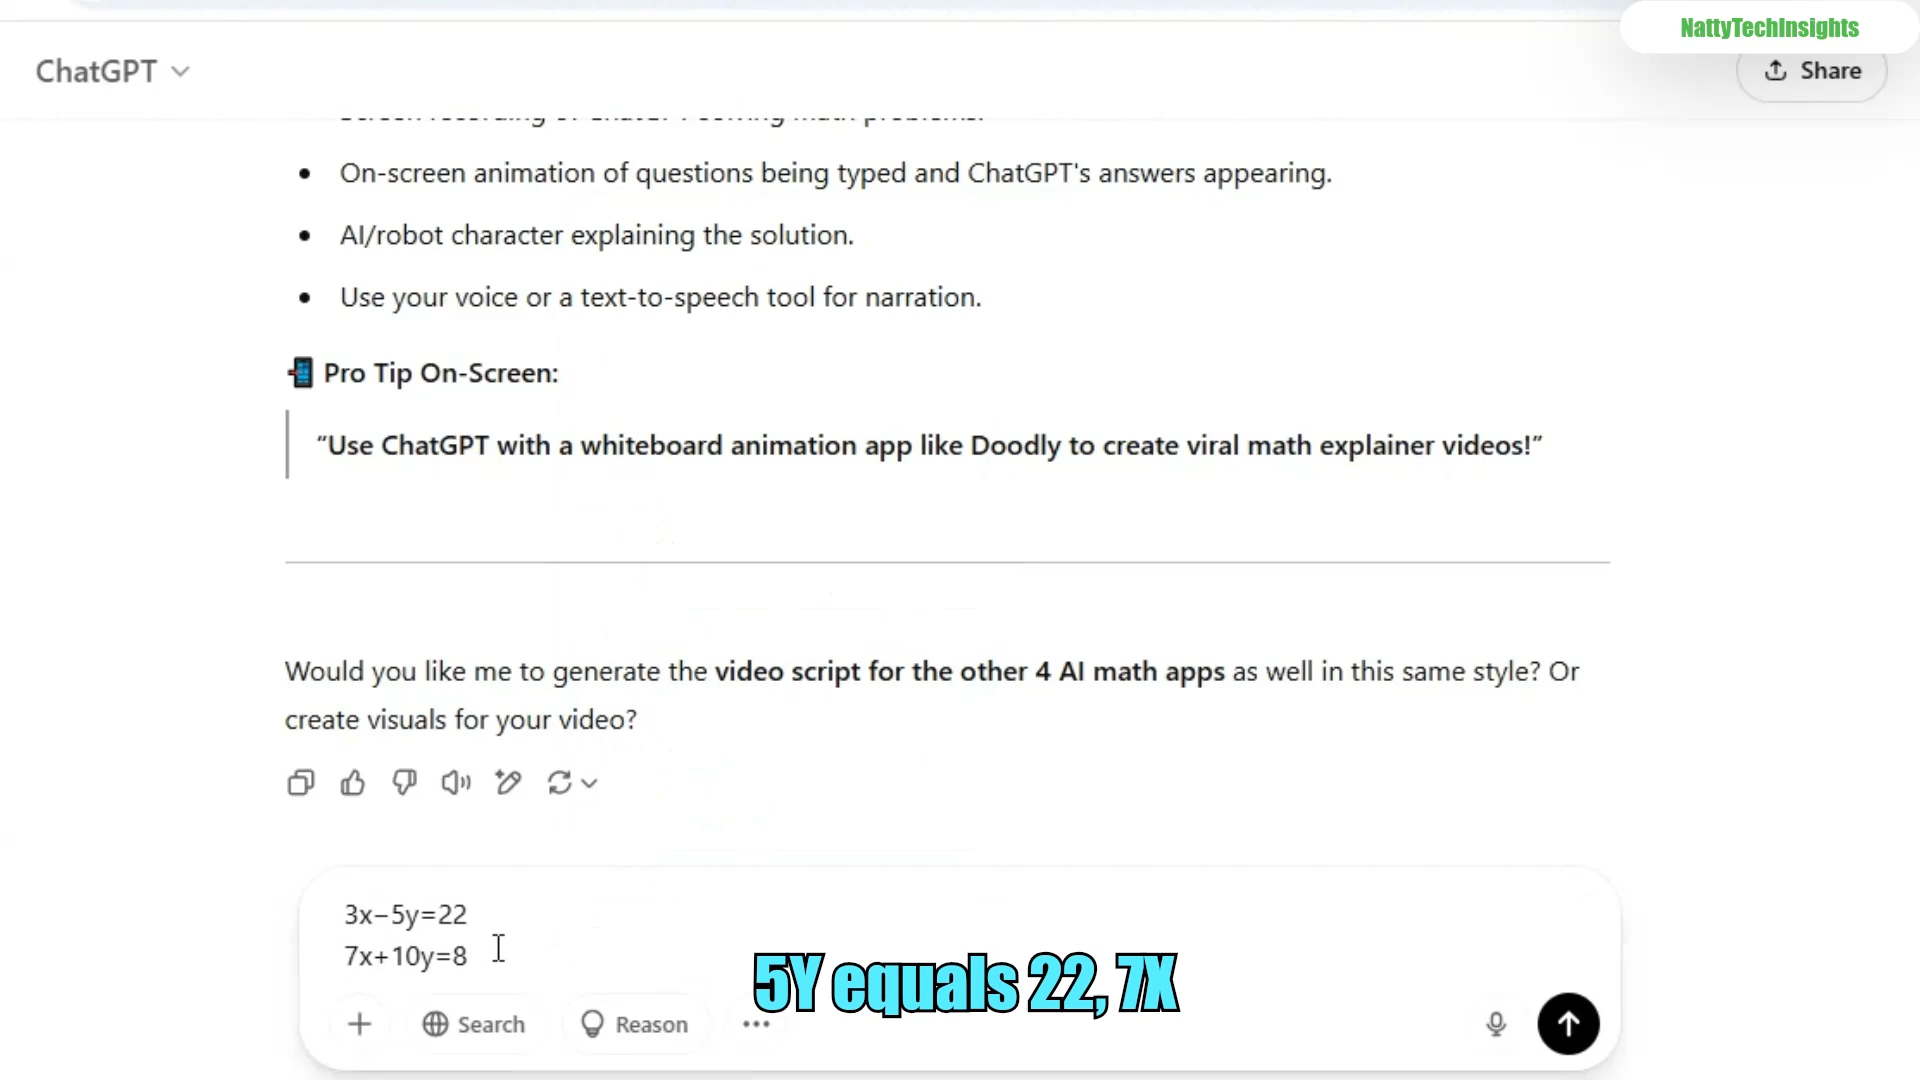 NattyTechInsights
ChatGPT
Share
On-screen animation of questions being typed and ChatGPT's answers appearing.
AI/robot character explaining the solution.
Use your voice or a text-to-speech tool for narration.
Pro Tip On-Screen:
“Use ChatGPT with a whiteboard animation app like Doodly to create viral math explainer videos!”
Would you like me to generate the video script for the other 4 AI math apps as well in this same style? Or
create visuals for your video?
3x−5y=22
7x+10y=8
5Y equals 22, 7X
Search
Reason